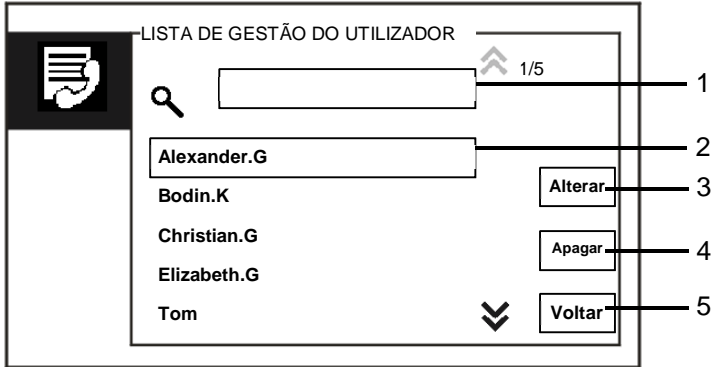 LISTA DE GESTÃO DO UTILIZADOR
1/5
1
Alexander.G
2
Bodin.K
Alterar
3
Christian.G
Apagar
4
Elizabeth.G
Tom
Voltar
5